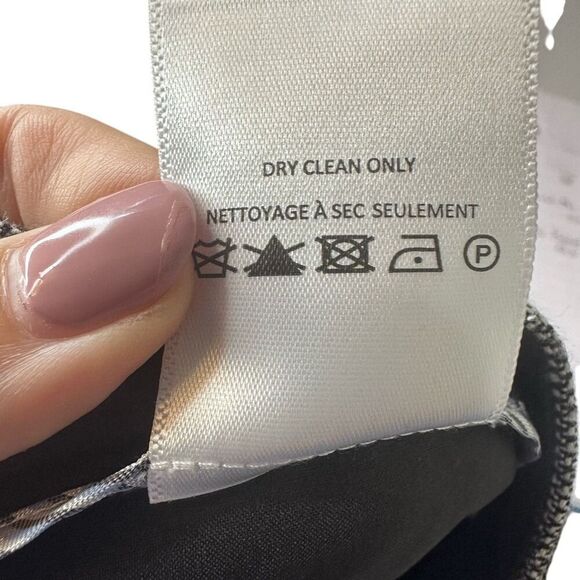 DRY CLEAN ONLY
NETTOYAGE À SEC SEULEMENT
P